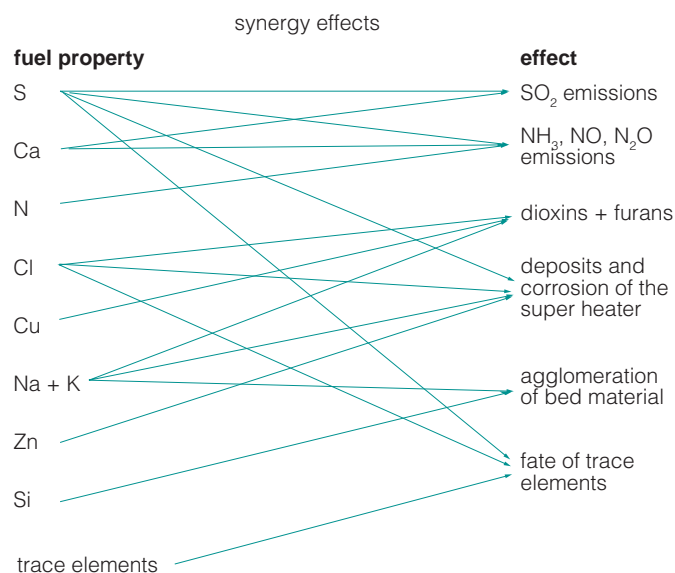 synergy effects
fuel property
effect
S
SO₂ emissions
Ca
NH₃, NO, N₂O
emissions
N
dioxins + furans
Cl
deposits and
corrosion of the
super heater
Cu
Na + K
agglomeration
of bed material
Zn
fate of trace
elements
Si
trace elements